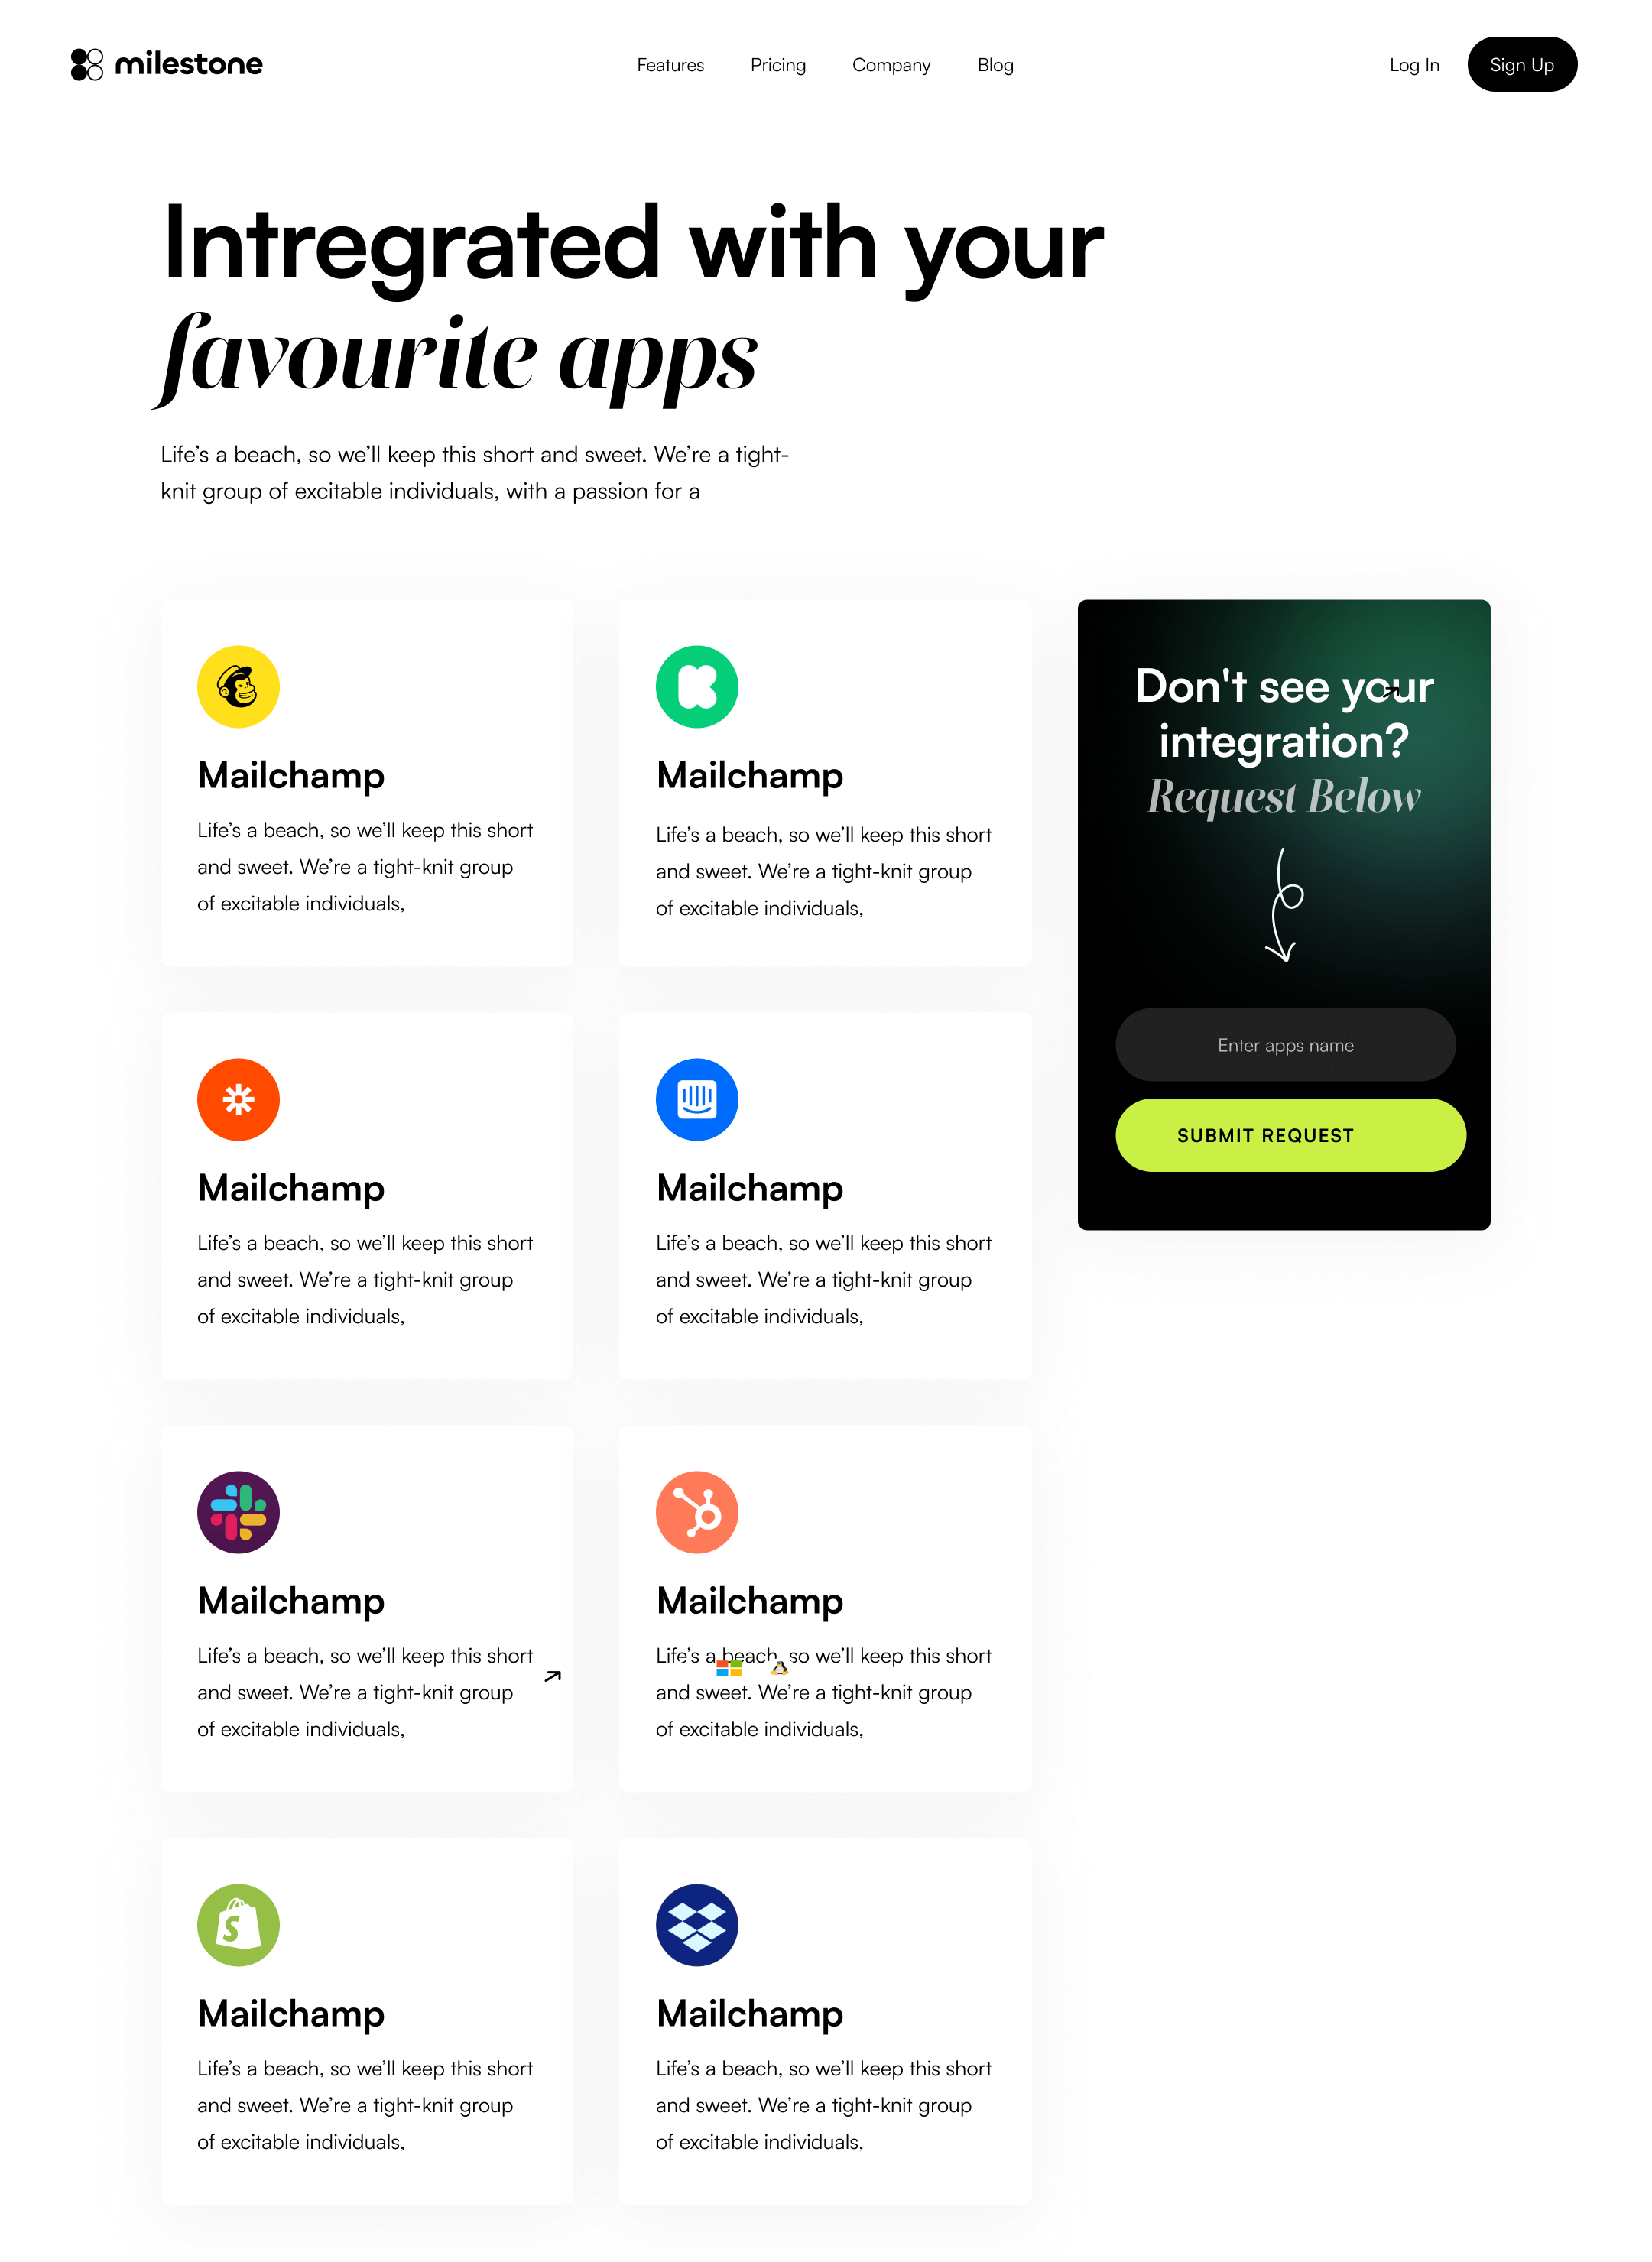 milestone
Features
Pricing
Company
Blog
Log In
Sign Up
Intregrated with your
favourite apps
Life’s a beach, so we’ll keep this short and sweet. We’re a tight-
knit group of excitable individuals, with a passion for a
Mailchamp
Life’s a beach, so we’ll keep this short
and sweet. We’re a tight-knit group
of excitable individuals,
Mailchamp
Life’s a beach, so we’ll keep this short
and sweet. We’re a tight-knit group
of excitable individuals,
Don't see your
integration?
Request Below
Enter apps name
SUBMIT REQUEST
Mailchamp
Life’s a beach, so we’ll keep this short
and sweet. We’re a tight-knit group
of excitable individuals,
Mailchamp
Life’s a beach, so we’ll keep this short
and sweet. We’re a tight-knit group
of excitable individuals,
Mailchamp
Life’s a beach, so we’ll keep this short
and sweet. We’re a tight-knit group
of excitable individuals,
Mailchamp
Life’s a beach, so we’ll keep this short
and sweet. We’re a tight-knit group
of excitable individuals,
Mailchamp
Life’s a beach, so we’ll keep this short
and sweet. We’re a tight-knit group
of excitable individuals,
Mailchamp
Life’s a beach, so we’ll keep this short
and sweet. We’re a tight-knit group
of excitable individuals,